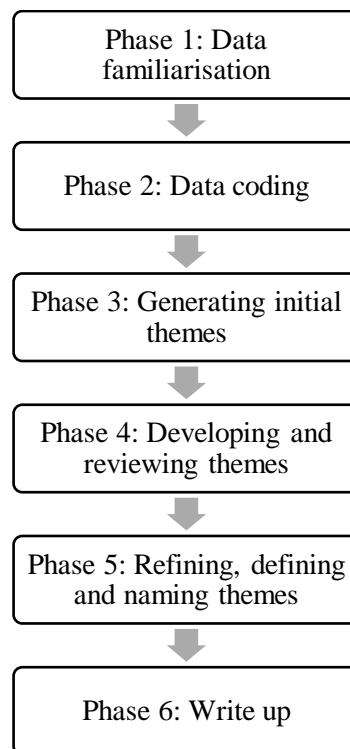 Phase 1: Data
familiarisation
Phase 2: Data coding
Phase 3: Generating initial
themes
Phase 4: Developing and
reviewing themes
Phase 5: Refining, defining
and naming themes
Phase 6: Write up